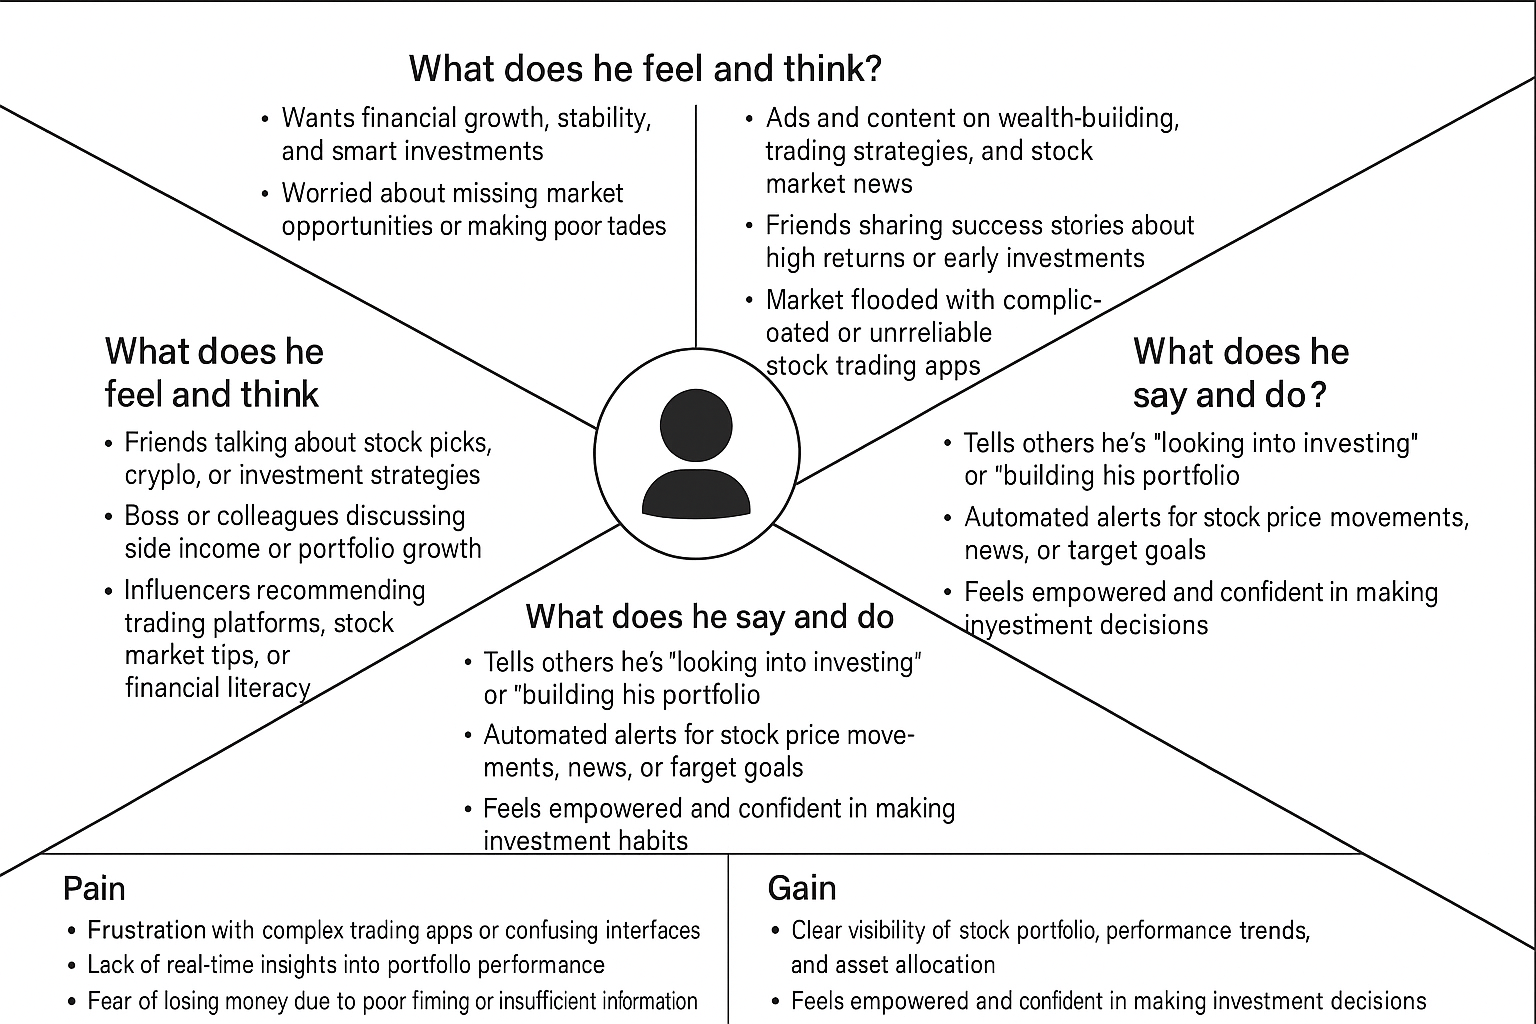 What does he feel and think?
• Wants financial growth, stability,
and smart investments
• Worried about missing market
opportunities or making poor tades
• Ads and content on wealth-building,
trading strategies, and stock
market news
• Friends sharing success stories about
high returns or early investments
• Market flooded with complic-
oated or unrreliable
stock trading apps
What does he
feel and think
• Friends talking about stock picks,
cryplo, or investment strategies
• Boss or colleagues discussing
side income or portfolio growth
• Influencers recommending
trading platforms, stock
market tips, or
financial literacy
What does he
say and do?
• Tells others he’s "looking into investing"
or "building his portfolio
• Automated alerts for stock price movements,
news, or target goals
• Feels empowered and confident in making
inyestment decisions
What does he say and do
• Tells others he’s "looking into investing"
or "building his portfolio
• Automated alerts for stock price move-
ments, news, or farget goals
• Feels empowered and confident in making
investment habits
Pain
• Frustration with complex trading apps or confusing interfaces
• Lack of real-time insights into portfollo performance
• Fear of losing money due to poor fiming or insufficient information
Gain
• Clear visibility of stock portfolio, performance trends,
and asset allocation
• Feels empowered and confident in making investment decisions